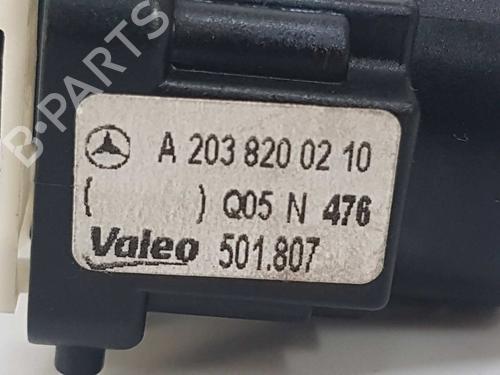 B-PARTS
A 203 820 02 10
( ) Q05 N 476
Valeo 501.807